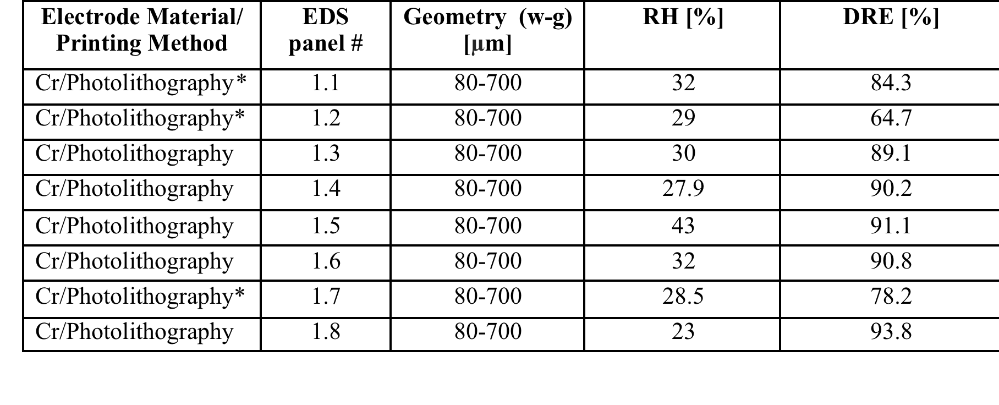 Electrode Material/ EDS Geometry (w-g) RH [%] DRE [%]
Printing Method panel # [μm]
Cr/Photolithography* 1.1 80-700 32 84.3
Cr/Photolithography* 1.2 80-700 29 64.7
Cr/Photolithography 1.3 80-700 30 89.1
Cr/Photolithography 1.4 80-700 27.9 90.2
Cr/Photolithography 1.5 80-700 43 91.1
Cr/Photolithography 1.6 80-700 32 90.8
Cr/Photolithography* 1.7 80-700 28.5 78.2
Cr/Photolithography 1.8 80-700 23 93.8